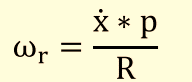 ωᵣ = (ẋ ∗ p) / R